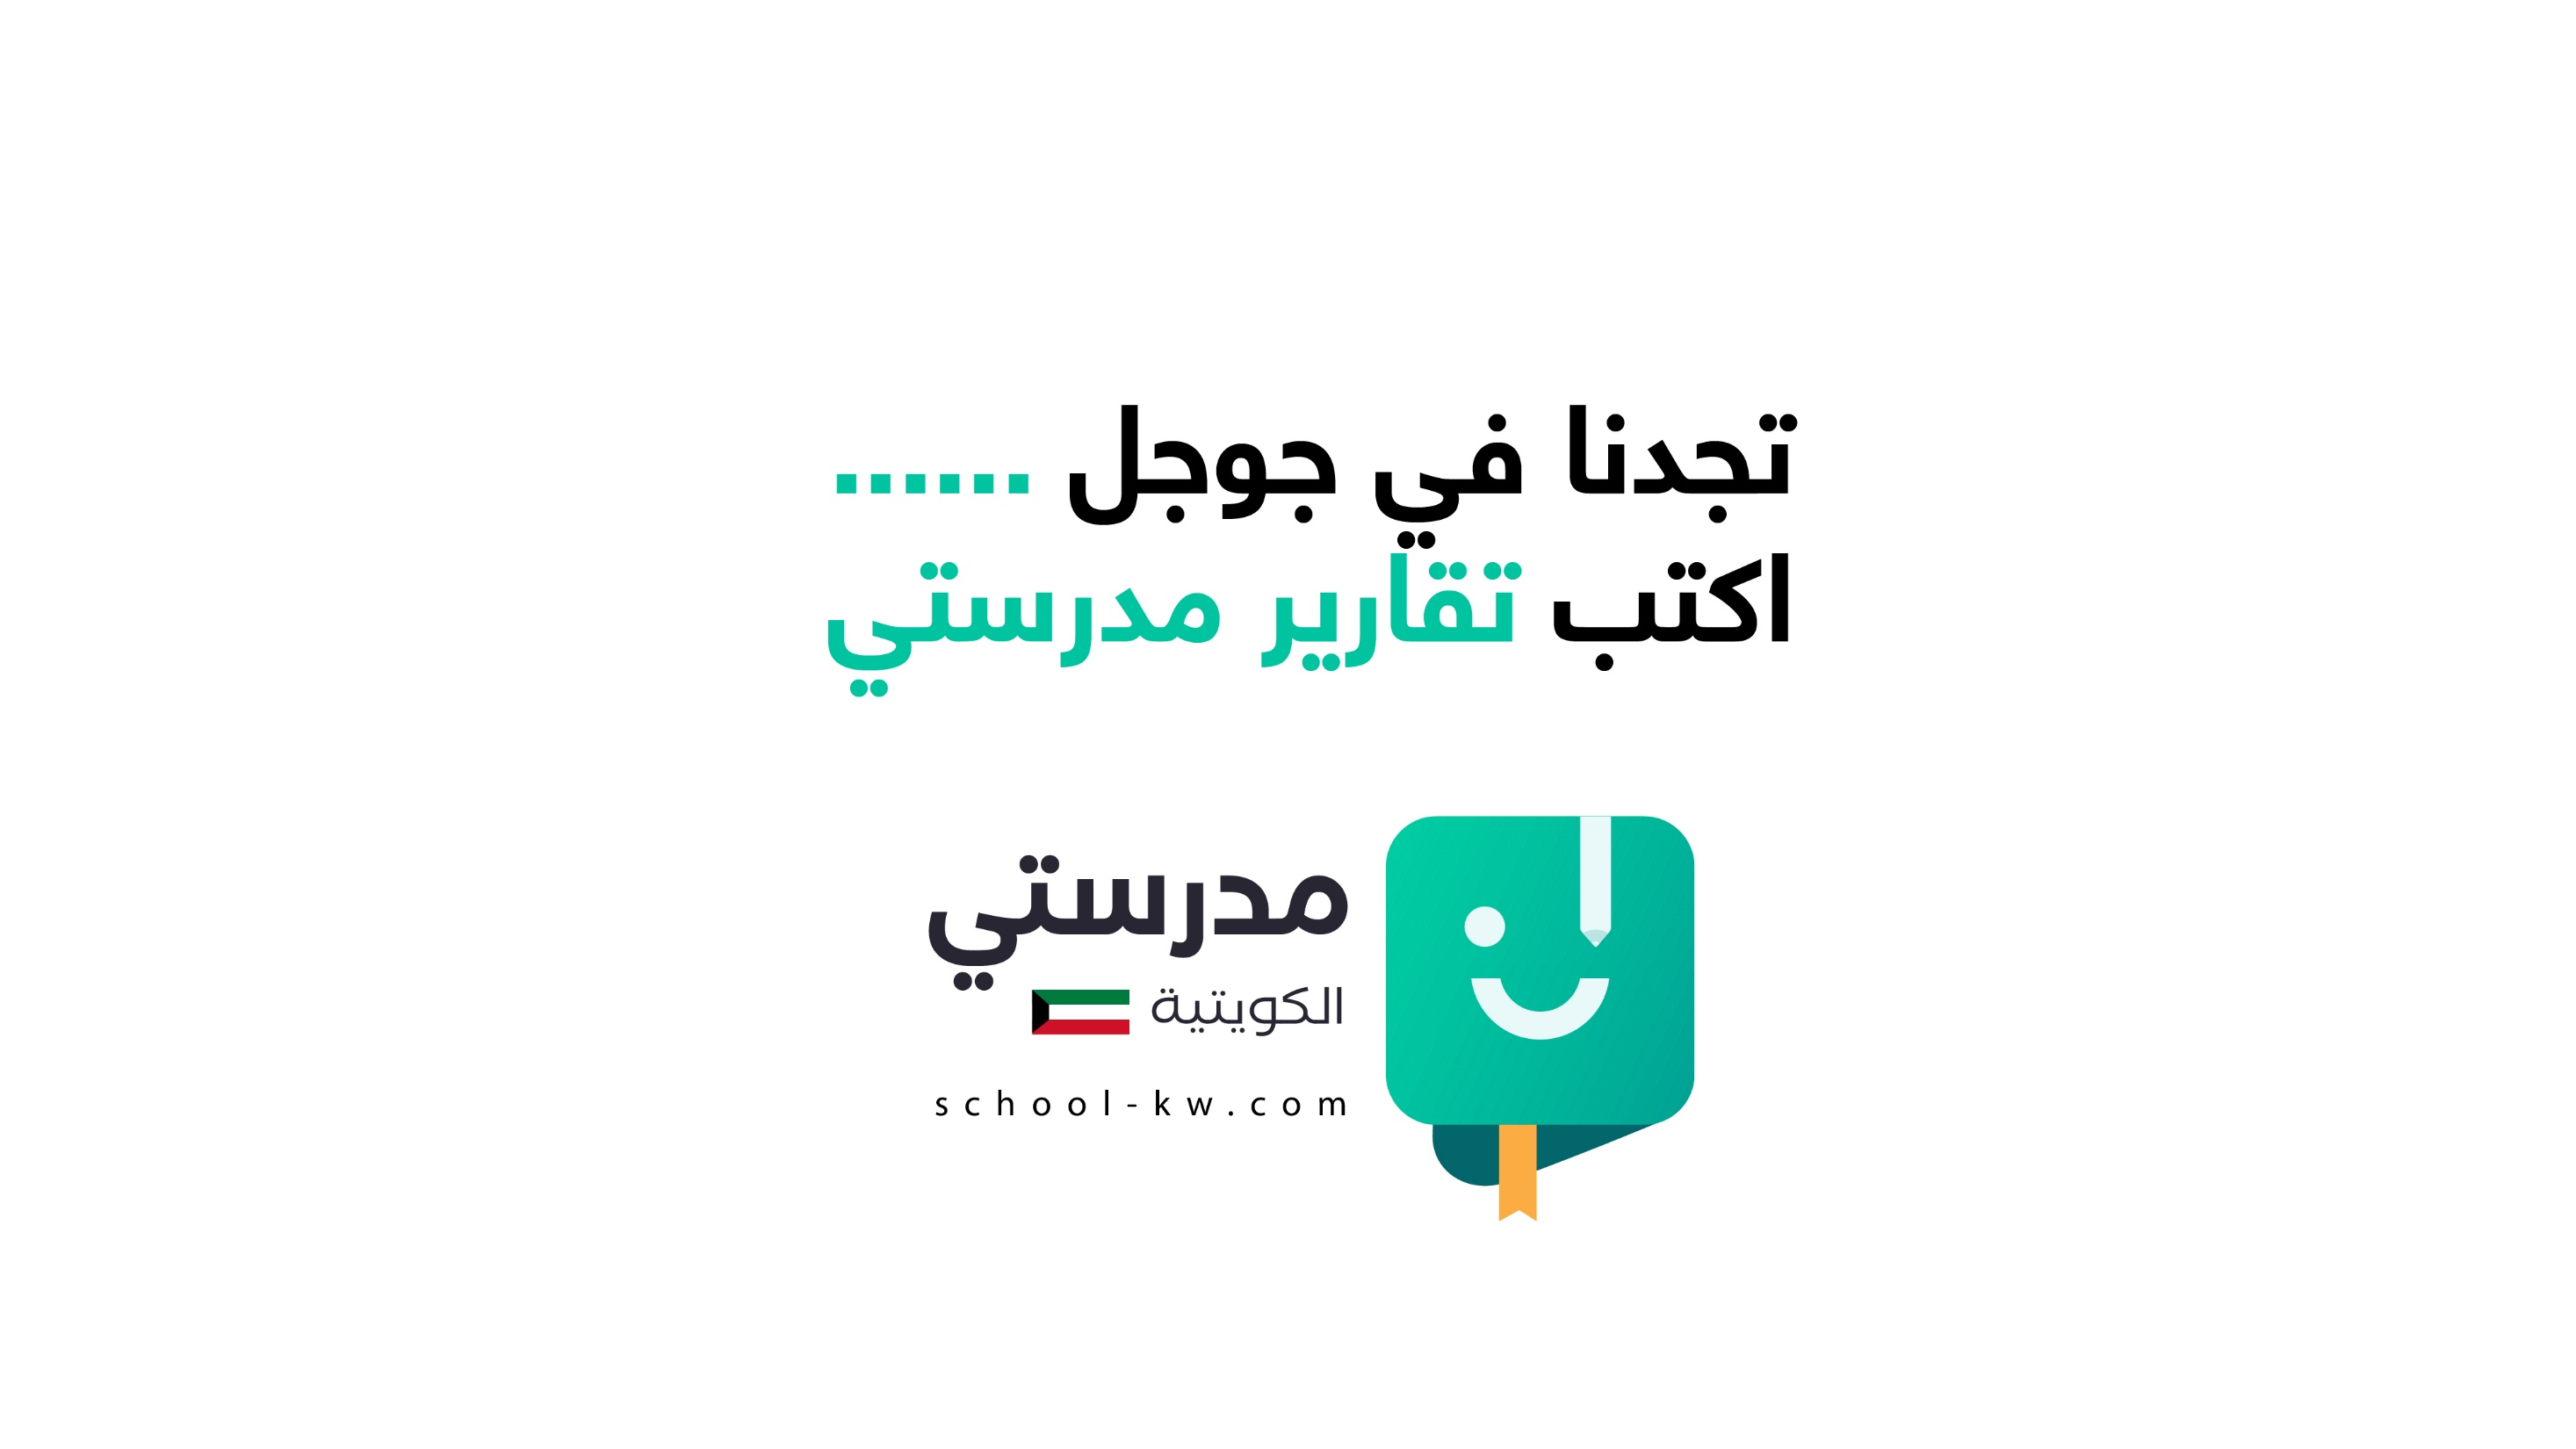 تجدنا في جوجل ......
اكتب تقارير مدرستي
مدرستي
الكويتية
school-kw.com